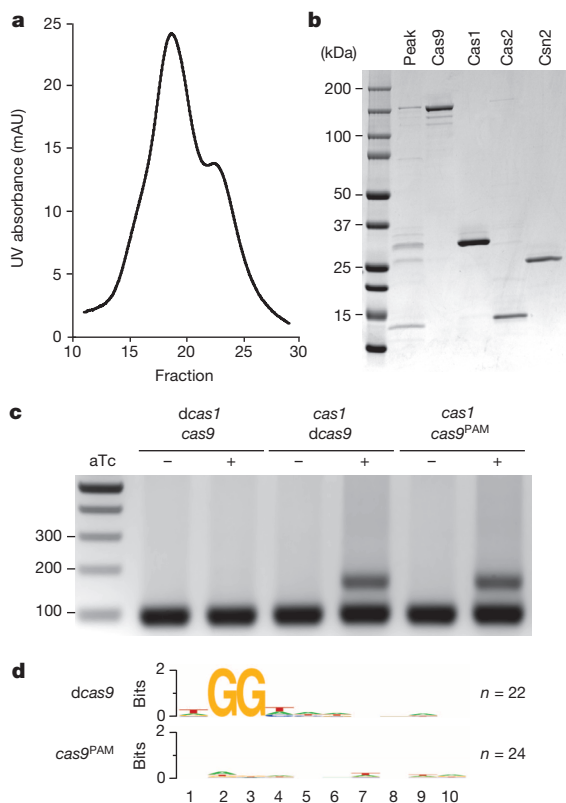 a
25
20
15
10
5
0
UV absorbance (mAU)
10 15 20 25 30
Fraction
b
(kDa) Peak Cas9 Cas1 Cas2 Csn2
200
100
50
37
25
15
c
dcas1 cas1 cas1
cas9 dcas9 cas9PAM
aTc − + − + − +
300
200
100
d
dcas9 Bits 2 0 GG n = 22
cas9PAM Bits 2 0 n = 24
1 2 3 4 5 6 7 8 9 10